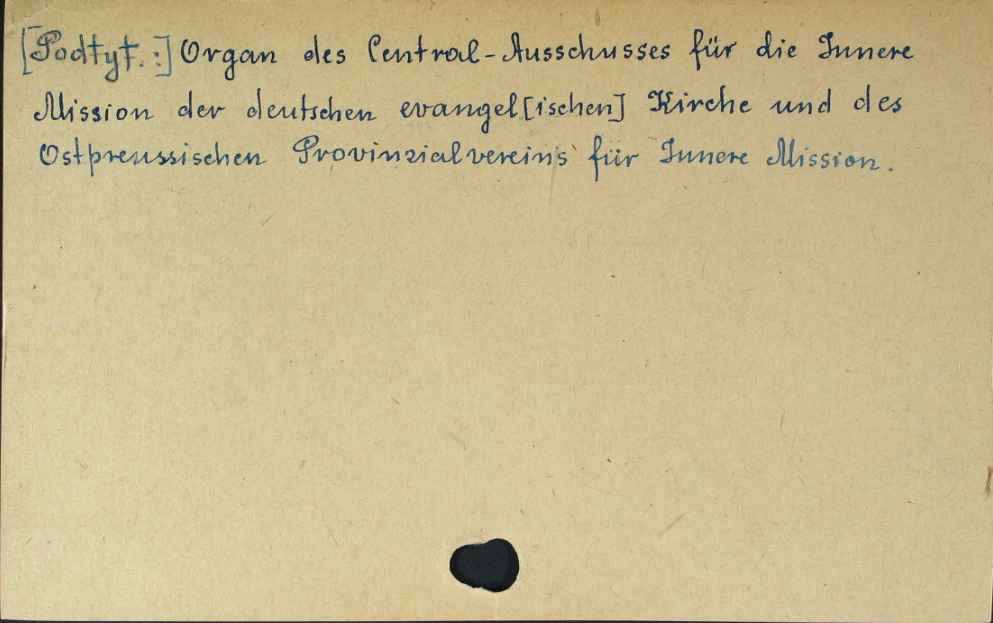 [Podtyt.:] Organ des Central-Ausschusses für die Innere
Mission der deutschen evangel[ischen] Kirche und des
Ostpreussischen Provinzialvereins für Innere Mission.